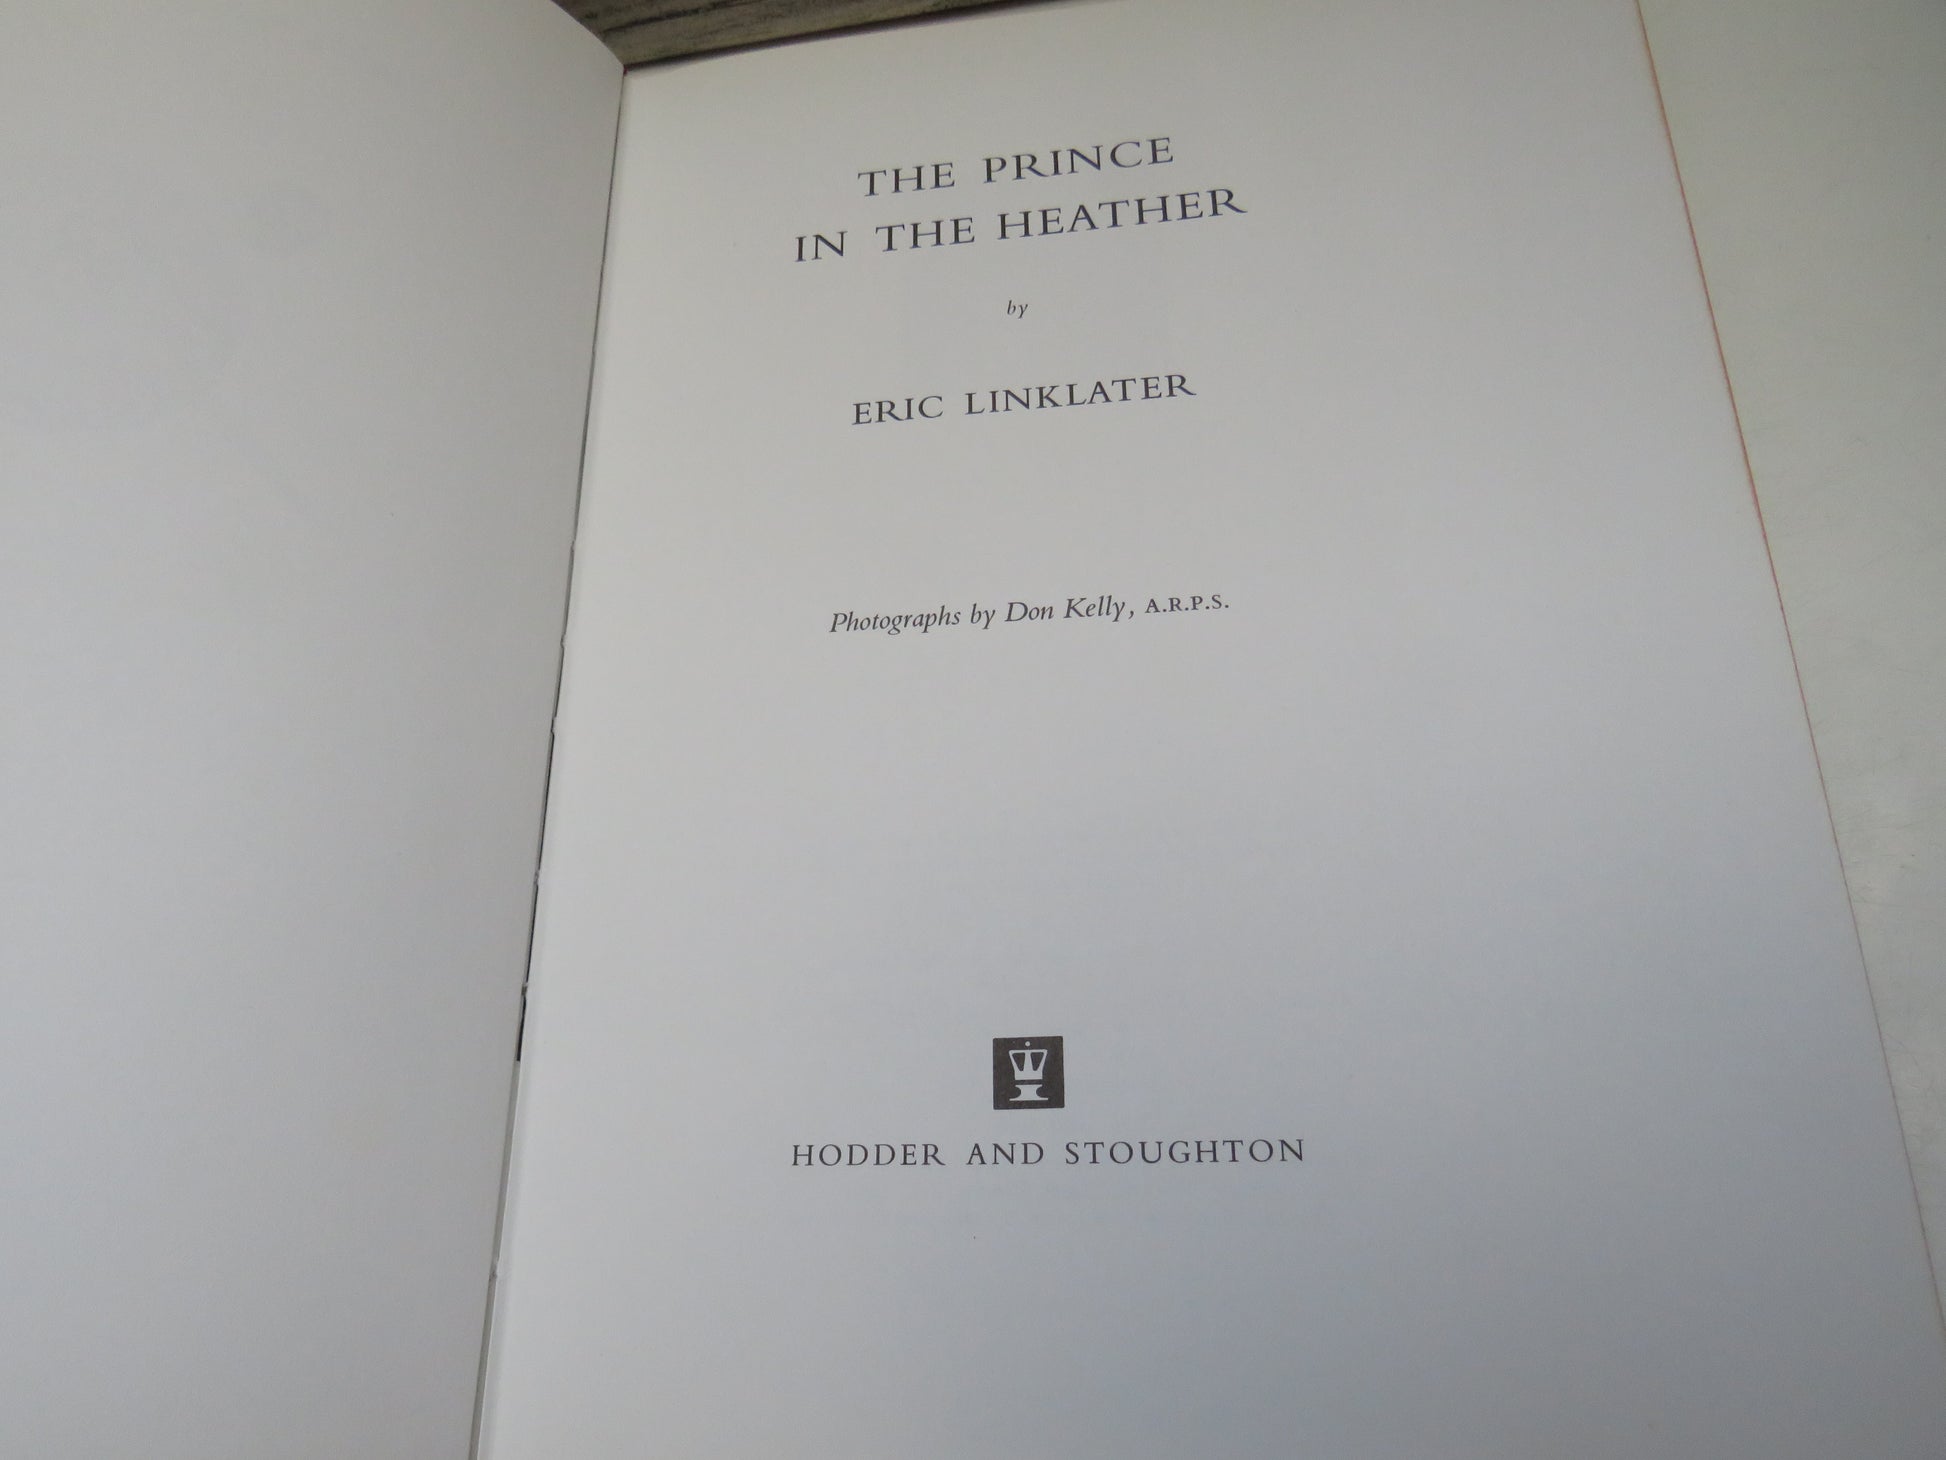 THE PRINCE
IN THE HEATHER
by
ERIC LINKLATER
Photographs by Don Kelly, A.R.P.S.
HODDER AND STOUGHTON